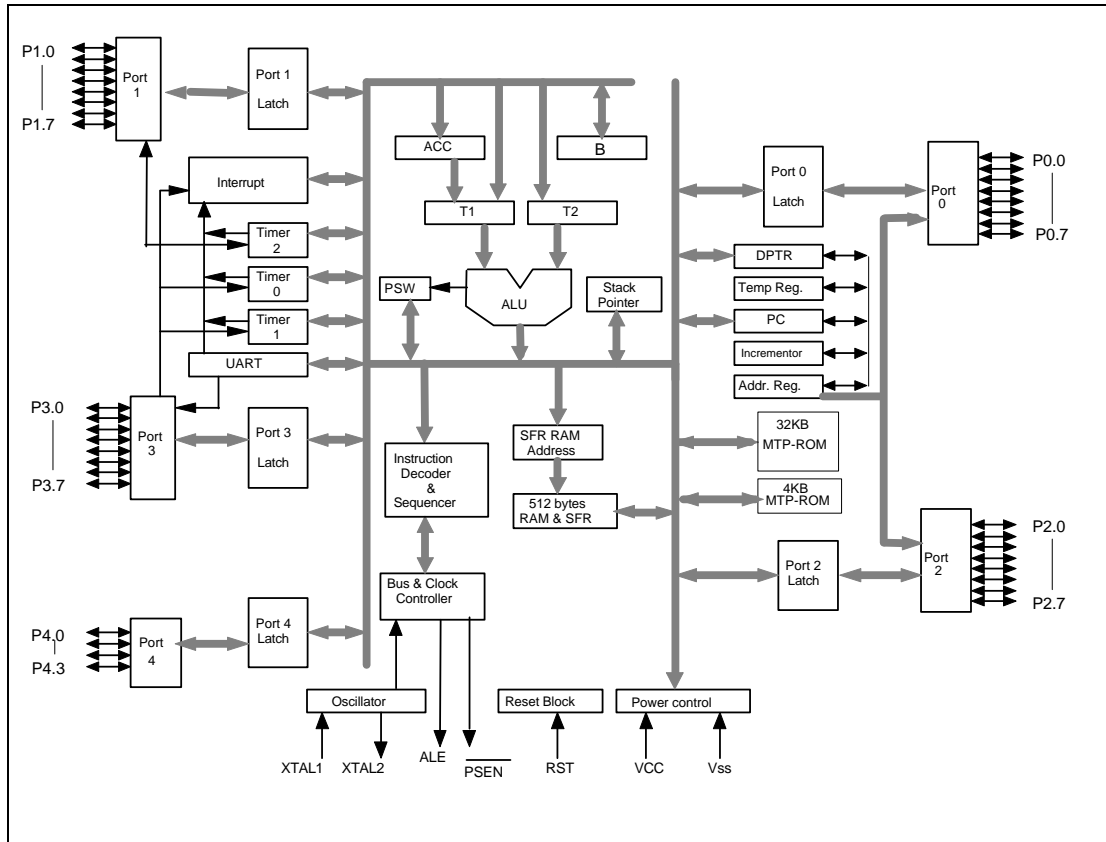 P1.0
P1.7
Port
1
Port 1
Latch
Interrupt
Timer
2
Timer
0
Timer
1
UART
P3.0
P3.7
Port
3
Port 3
Latch
P4.0
P4.3
Port
4
Port 4
Latch
ACC
B
T1
T2
PSW
ALU
Stack
Pointer
Instruction
Decoder
&
Sequencer
SFR RAM
Address
512 bytes
RAM & SFR
Bus & Clock
Controller
Port 0
Latch
Port
0
P0.0
P0.7
DPTR
Temp Reg.
PC
Incrementor
Addr. Reg.
32KB
MTP-ROM
4KB
MTP-ROM
Port 2
Latch
Port
2
P2.0
P2.7
Oscillator
Reset Block
Power control
XTAL1
XTAL2
ALE
PSEN
RST
VCC
Vss